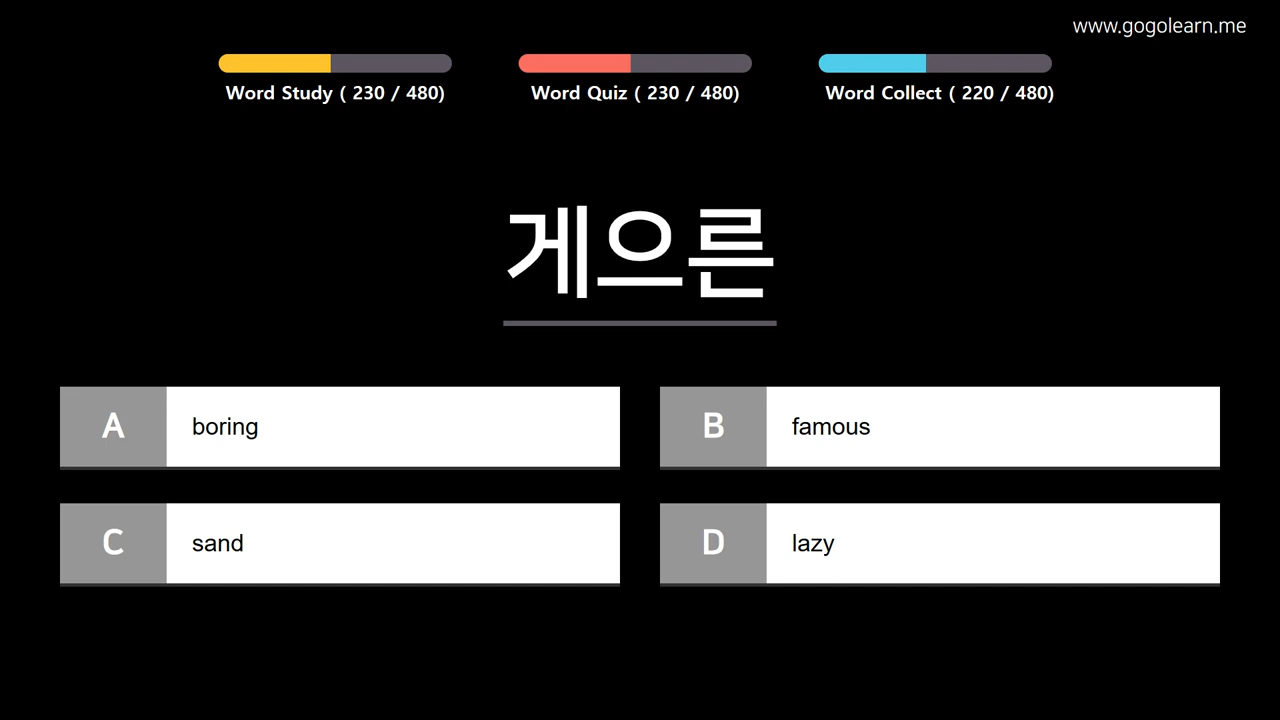 www.gogolearn.me
Word Study ( 230 / 480)
Word Quiz ( 230 / 480)
Word Collect ( 220 / 480)
게으른
A boring
B famous
C sand
D lazy